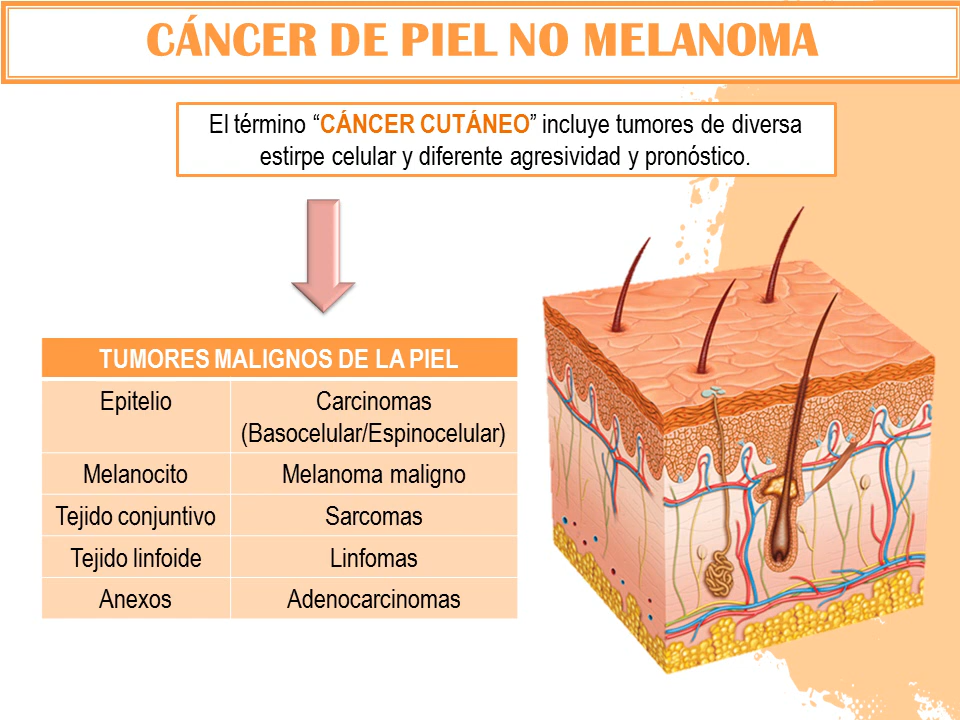 CÁNCER DE PIEL NO MELANOMA
El término “CÁNCER CUTÁNEO” incluye tumores de diversa
estirpe celular y diferente agresividad y pronóstico.
TUMORES MALIGNOS DE LA PIEL
Epitelio
Carcinomas
(Basocelular/Espinocelular)
Melanocito
Melanoma maligno
Tejido conjuntivo
Sarcomas
Tejido linfoide
Linfomas
Anexos
Adenocarcinomas